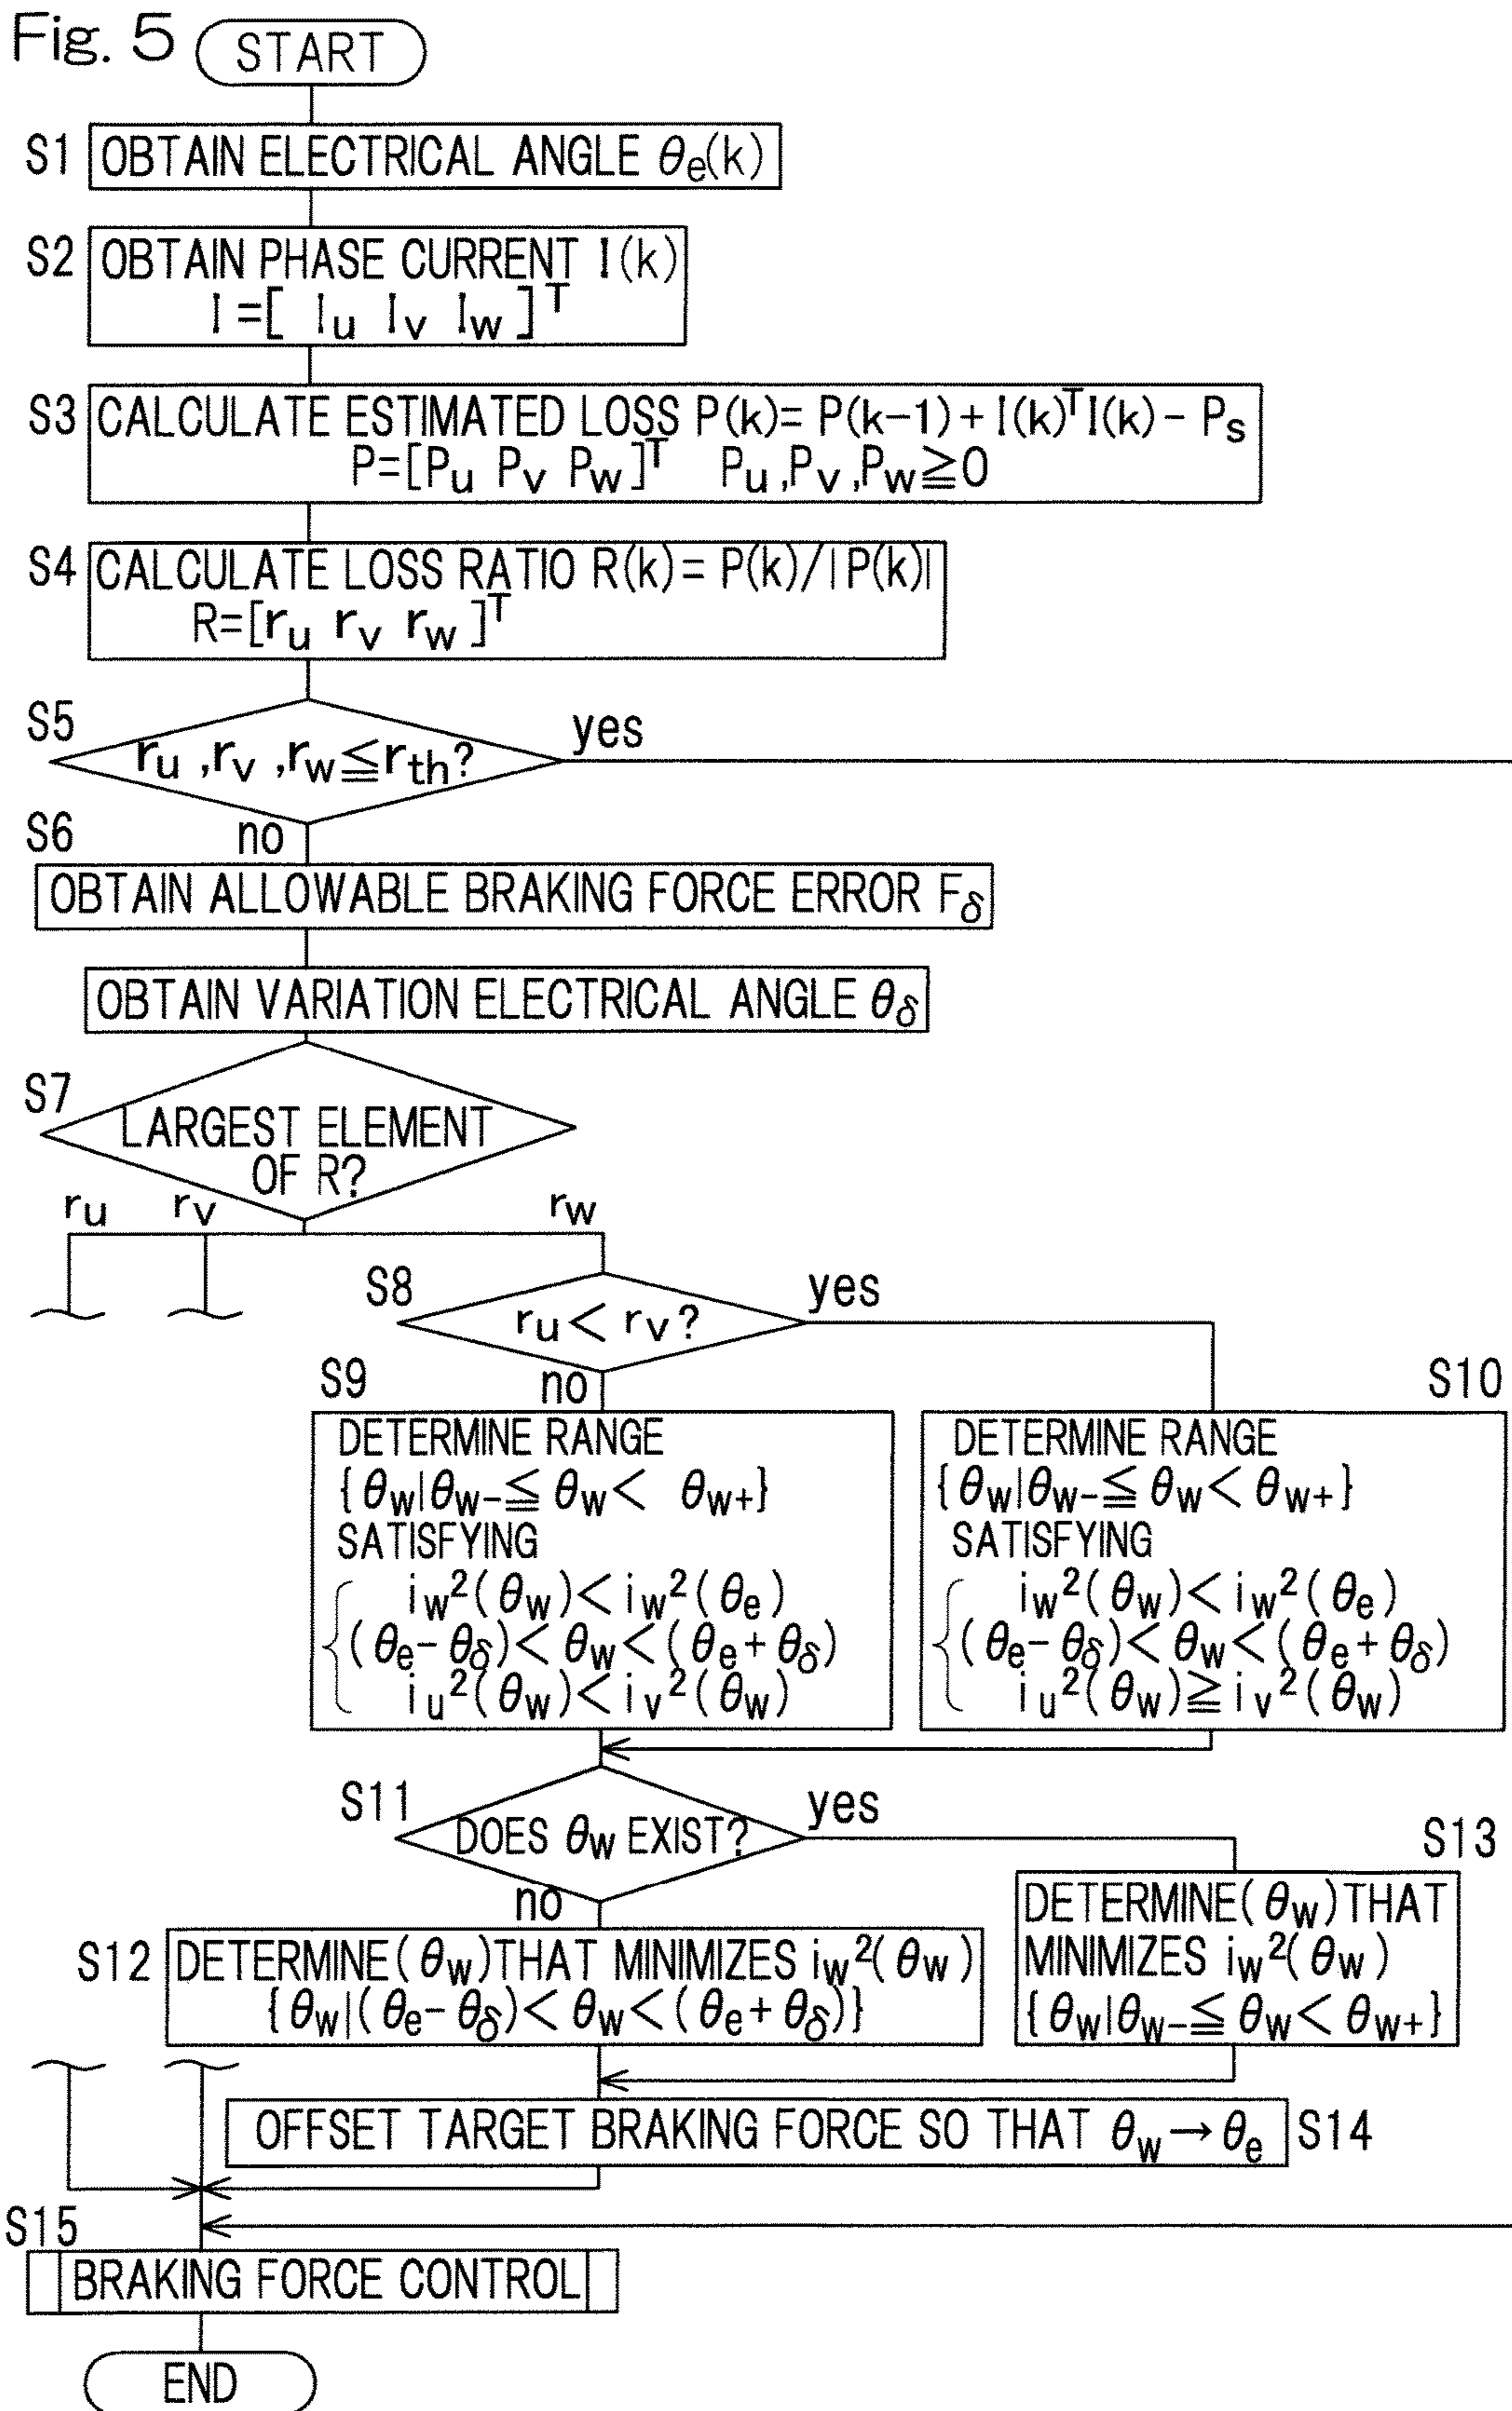 Fig. 5
START
S1
OBTAIN ELECTRICAL ANGLE θe(k)
S2
OBTAIN PHASE CURRENT I(k)
I=[ Iu Iv Iw ]T
S3
CALCULATE ESTIMATED LOSS P(k)= P(k-1)+I(k)TI(k)- Ps
P=[Pu Pv Pw]T Pu,Pv,Pw≧0
S4
CALCULATE LOSS RATIO R(k)= P(k)/|P(k)|
R=[ru rv rw]T
S5
ru ,rv ,rw≦rth?
yes
no
S6
OBTAIN ALLOWABLE BRAKING FORCE ERROR Fδ
OBTAIN VARIATION ELECTRICAL ANGLE θδ
S7
LARGEST ELEMENT
OF R?
ru rv rw
S8
ru< rv?
yes
no
S9
DETERMINE RANGE
{θw|θw-≦θw< θw+}
SATISFYING
iw²(θw)<iw²(θe)
(θe-θδ)<θw<(θe+θδ)
iu²(θw)<iv²(θw)
S10
DETERMINE RANGE
{θw|θw-≦θw<θw+}
SATISFYING
iw²(θw)<iw²(θe)
(θe-θδ)<θw<(θe+θδ)
iu²(θw)≧iv²(θw)
S11
DOES θw EXIST?
yes
no
S12
DETERMINE(θw)THAT MINIMIZES iw²(θw)
{θw|(θe-θδ)<θw<(θe+θδ)}
S13
DETERMINE(θw)THAT
MINIMIZES iw²(θw)
{θw|θw-≦θw<θw+}
OFFSET TARGET BRAKING FORCE SO THAT θw→θe
S14
S15
BRAKING FORCE CONTROL
END